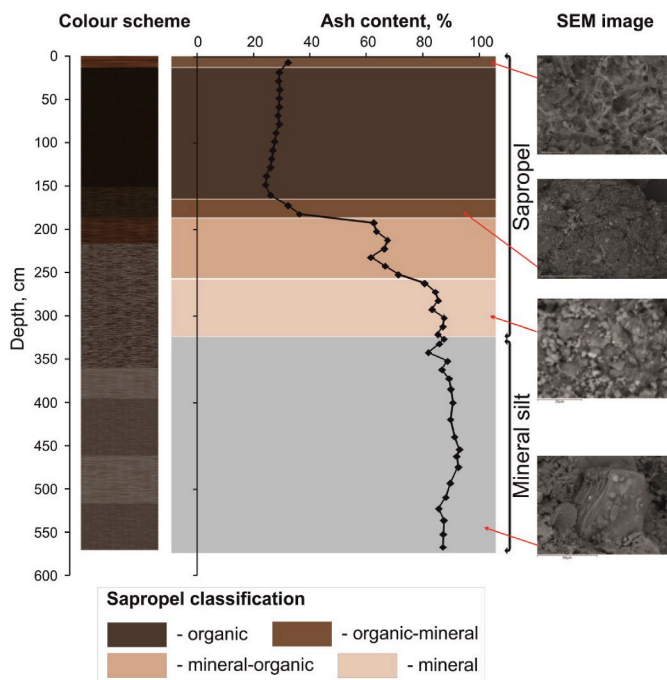 Colour scheme
Ash content, %
SEM image
0
20
40
60
80
100
0
50
100
150
200
250
300
350
400
450
500
550
600
Depth, cm
Sapropel
Mineral silt
Sapropel classification
- organic
- organic-mineral
- mineral-organic
- mineral